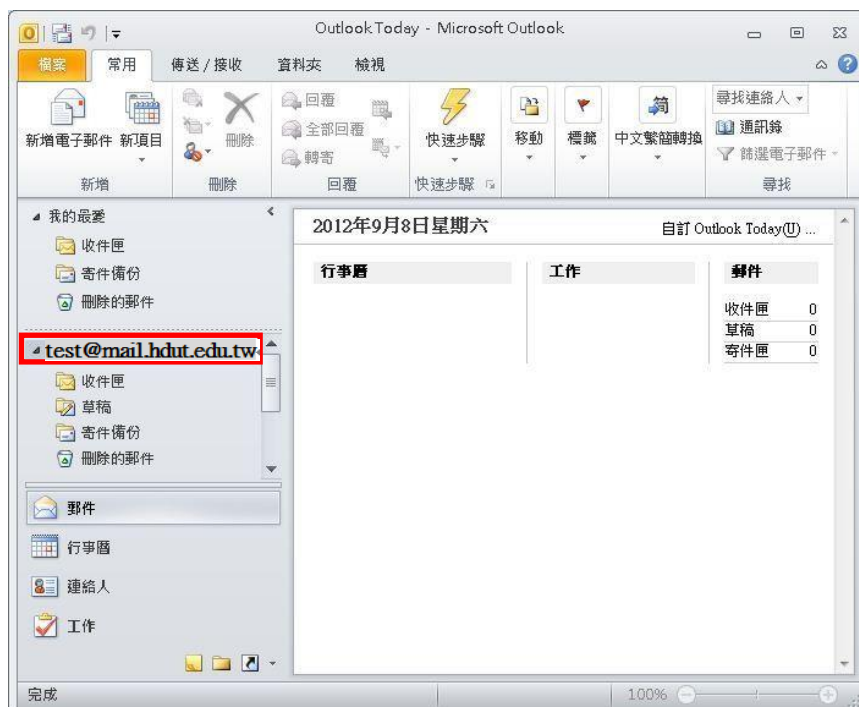 Outlook Today - Microsoft Outlook
檔案 常用 傳送 / 接收 資料夾 檢視
新增電子郵件 新項目
刪除
回覆
全部回覆
轉寄
快速步驟
移動
標籤
中文繁簡轉換
尋找連絡人
通訊錄
篩選電子郵件
新增 刪除 回覆 快速步驟 尋找
我的最愛
收件匣
寄件備份
刪除的郵件
test@mail.hdut.edu.tw
收件匣
草稿
寄件備份
刪除的郵件
郵件
行事曆
連絡人
工作
2012年9月8日星期六 自訂 Outlook Today(U) ...
行事曆 工作 郵件
收件匣 0
草稿 0
寄件匣 0
完成 100%